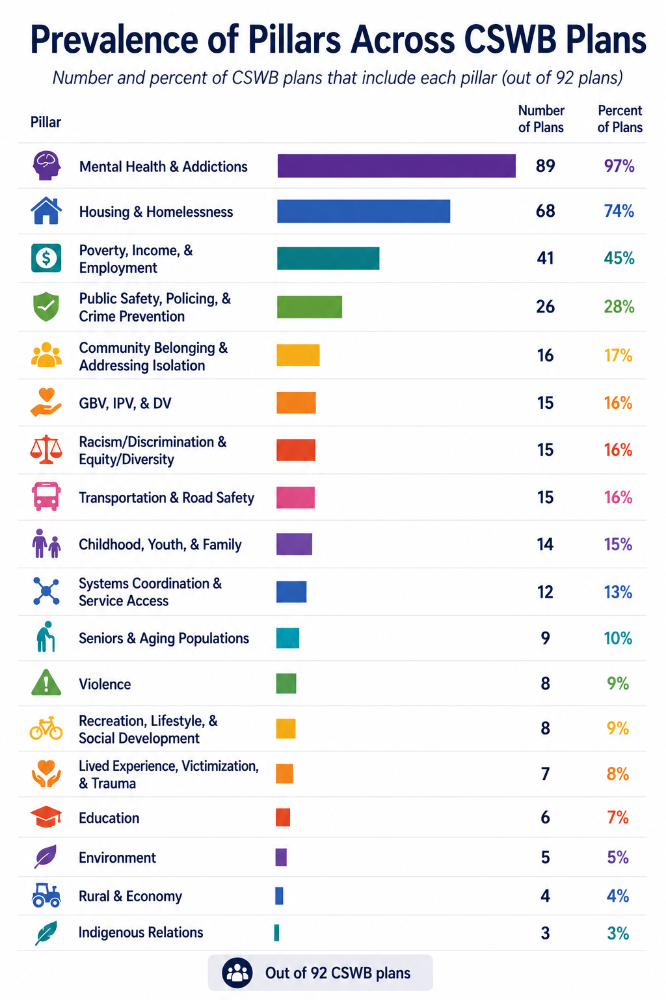 Prevalence of Pillars Across CSWB Plans
Number and percent of CSWB plans that include each pillar (out of 92 plans)
Pillar
Number
of Plans
Percent
of Plans
Mental Health & Addictions
89
97%
Housing & Homelessness
68
74%
Poverty, Income, &
Employment
$
41
45%
Public Safety, Policing, &
Crime Prevention
26
28%
Community Belonging &
Addressing Isolation
16
17%
GBV, IPV, & DV
15
16%
Racism/Discrimination &
Equity/Diversity
15
16%
Transportation & Road Safety
15
16%
Childhood, Youth, & Family
14
15%
Systems Coordination &
Service Access
12
13%
Seniors & Aging Populations
9
10%
!
Violence
8
9%
Recreation, Lifestyle, &
Social Development
8
9%
Lived Experience, Victimization,
& Trauma
7
8%
Education
6
7%
Environment
5
5%
Rural & Economy
4
4%
Indigenous Relations
3
3%
Out of 92 CSWB plans